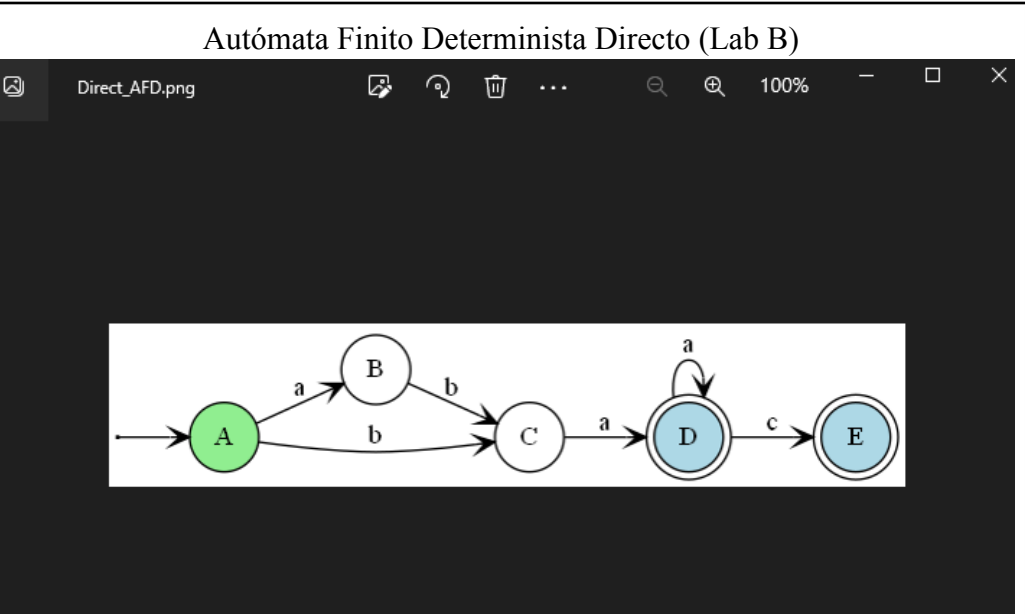 Autómata Finito Determinista Directo (Lab B)
Direct_AFD.png 100%
a
B
a b
A b C a D c E